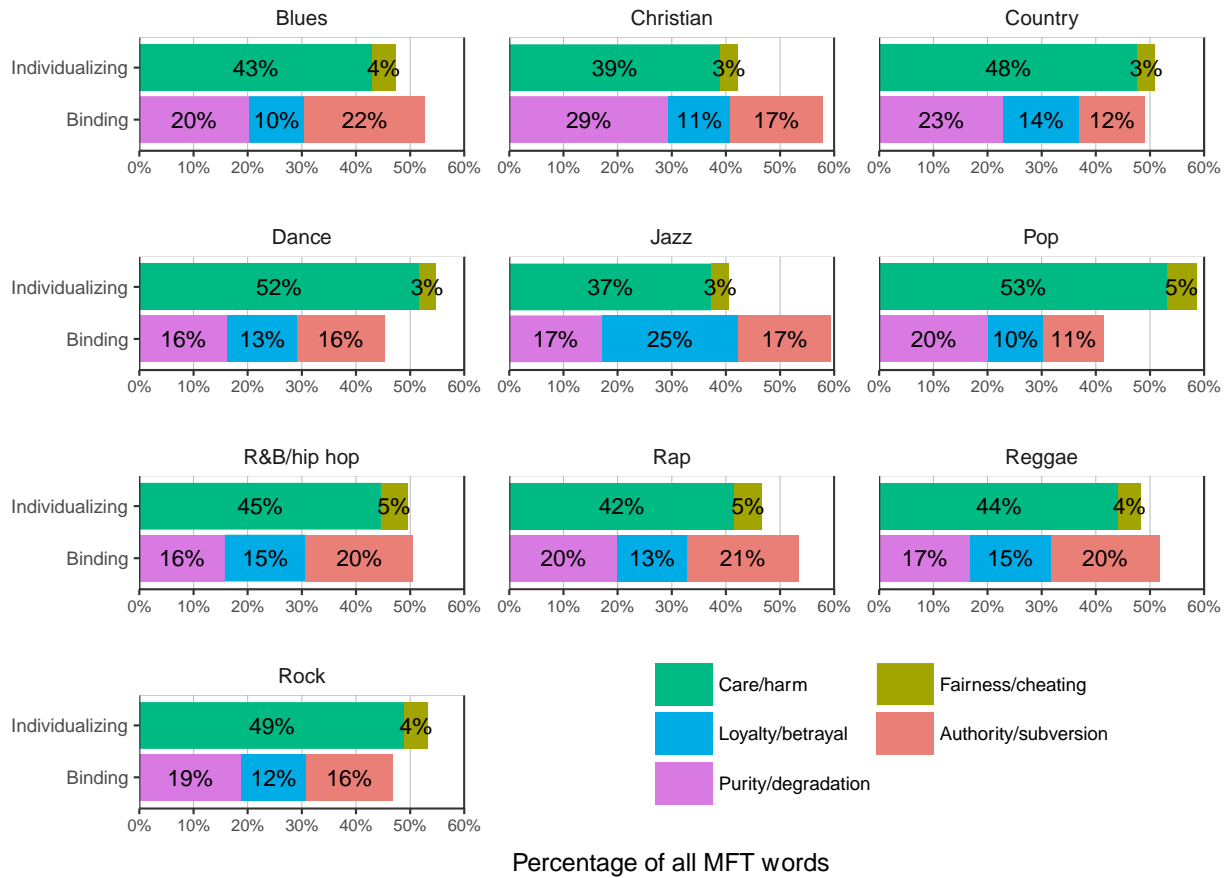 Blues Christian Country
Individualizing 43% 4% 39% 3% 48% 3%
Binding 20% 10% 22% 29% 11% 17% 23% 14% 12%
0% 10% 20% 30% 40% 50% 60% 0% 10% 20% 30% 40% 50% 60% 0% 10% 20% 30% 40% 50% 60%
Dance Jazz Pop
Individualizing 52% 3% 37% 3% 53% 5%
Binding 16% 13% 16% 17% 25% 17% 20% 10% 11%
0% 10% 20% 30% 40% 50% 60% 0% 10% 20% 30% 40% 50% 60% 0% 10% 20% 30% 40% 50% 60%
R&B/hip hop Rap Reggae
Individualizing 45% 5% 42% 5% 44% 4%
Binding 16% 15% 20% 20% 13% 21% 17% 15% 20%
0% 10% 20% 30% 40% 50% 60% 0% 10% 20% 30% 40% 50% 60% 0% 10% 20% 30% 40% 50% 60%
Rock
Individualizing 49% 4%
Binding 19% 12% 16%
0% 10% 20% 30% 40% 50% 60%
Care/harm Fairness/cheating
Loyalty/betrayal Authority/subversion
Purity/degradation
Percentage of all MFT words